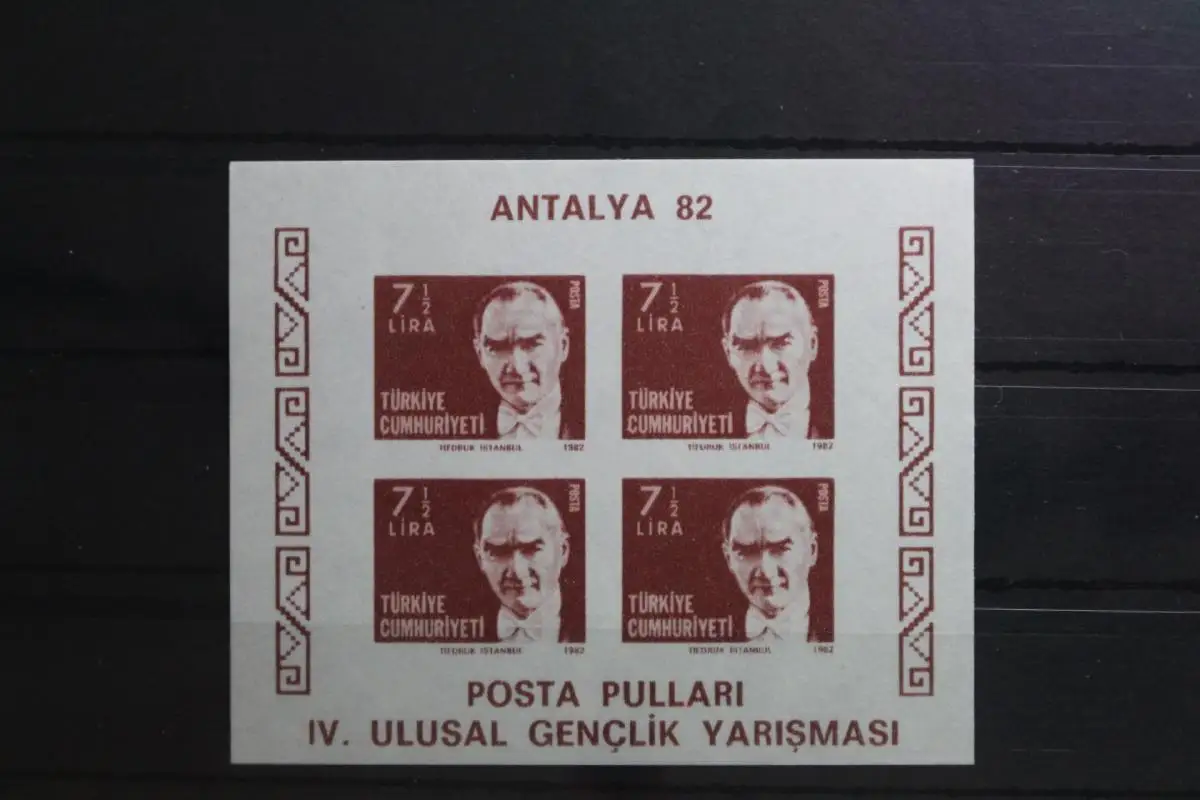 ANTALYA 82
7 1/2
LİRA
POSTA
TÜRKİYE
CUMHURİYETİ
TİFDRUK İSTANBUL 1982
7 1/2
LİRA
POSTA
TÜRKİYE
CUMHURİYETİ
TİFDRUK İSTANBUL 1982
7 1/2
LİRA
POSTA
TÜRKİYE
CUMHURİYETİ
TİFDRUK İSTANBUL 1982
7 1/2
LİRA
POSTA
TÜRKİYE
CUMHURİYETİ
TİFDRUK İSTANBUL 1982
POSTA PULLARI
IV. ULUSAL GENÇLİK YARIŞMASI